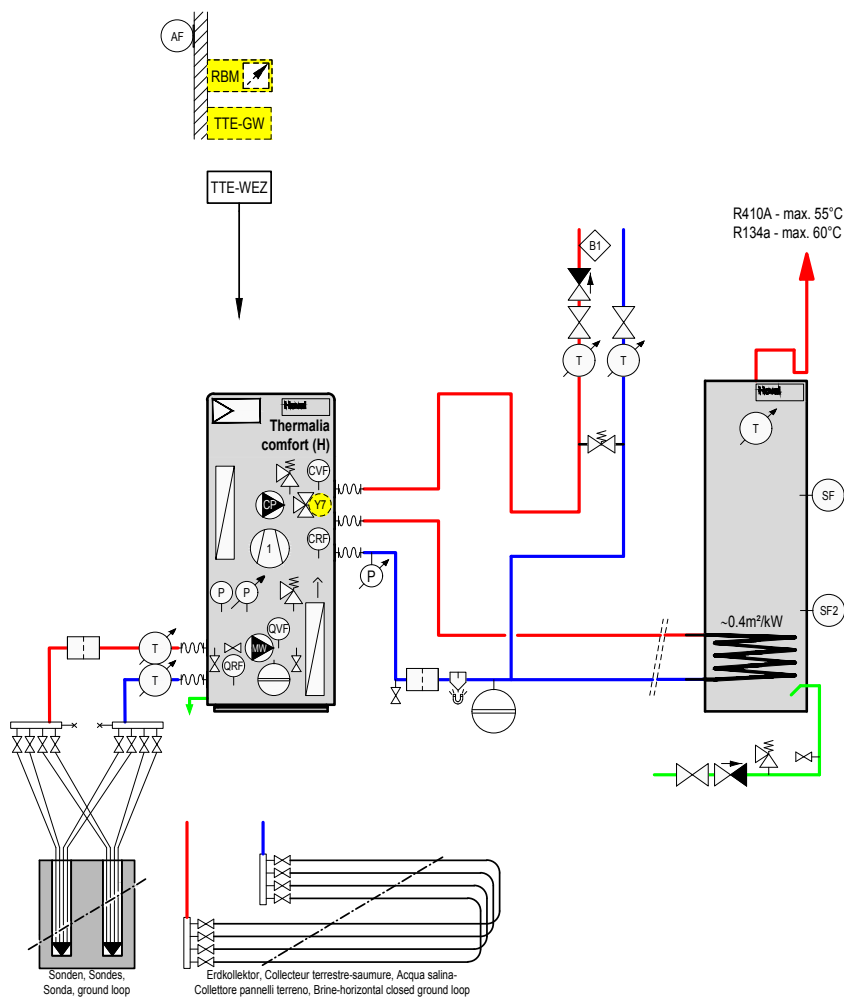 AF
RBM
TTE-GW
TTE-WEZ
R410A - max. 55°C
R134a - max. 60°C
B1
T
T
Hoval
Thermalia
comfort (H)
CVF
CP
Y7
1
CRF
P
P
P
QVF
MW
QRF
T
T
Hoval
T
SF
SF2
~0.4m²/kW
Sonden, Sondes,
Sonda, ground loop
Erdkollektor, Collecteur terrestre-saumure, Acqua salina-
Collettore pannelli terreno, Brine-horizontal closed ground loop